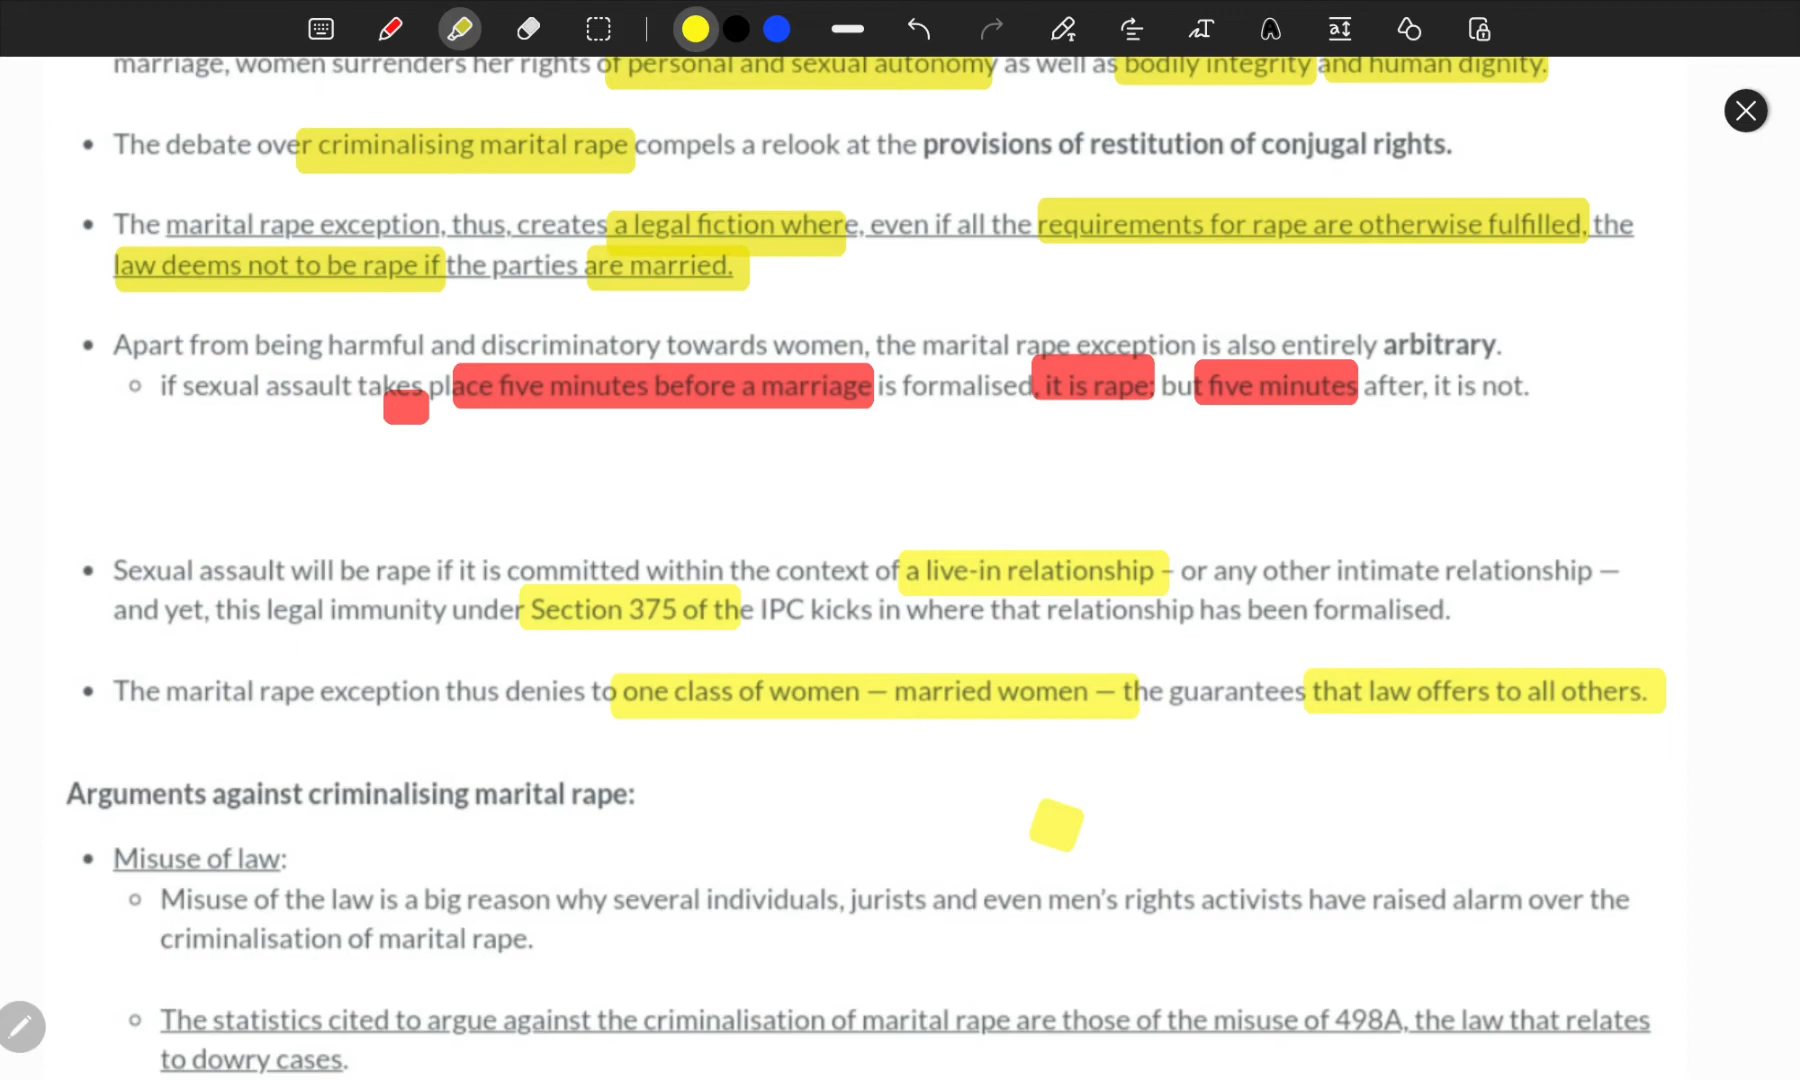 marriage, women surrenders her rights of personal and sexual autonomy as well as bodily integrity and human dignity.
• The debate over criminalising marital rape compels a relook at the provisions of restitution of conjugal rights.
• The marital rape exception, thus, creates a legal fiction where, even if all the requirements for rape are otherwise fulfilled, the
law deems not to be rape if the parties are married.
• Apart from being harmful and discriminatory towards women, the marital rape exception is also entirely arbitrary.
○ if sexual assault takes place five minutes before a marriage is formalised, it is rape; but five minutes after, it is not.
• Sexual assault will be rape if it is committed within the context of a live-in relationship – or any other intimate relationship —
and yet, this legal immunity under Section 375 of the IPC kicks in where that relationship has been formalised.
• The marital rape exception thus denies to one class of women — married women — the guarantees that law offers to all others.
Arguments against criminalising marital rape:
• Misuse of law:
○ Misuse of the law is a big reason why several individuals, jurists and even men's rights activists have raised alarm over the
criminalisation of marital rape.
○ The statistics cited to argue against the criminalisation of marital rape are those of the misuse of 498A, the law that relates
to dowry cases.